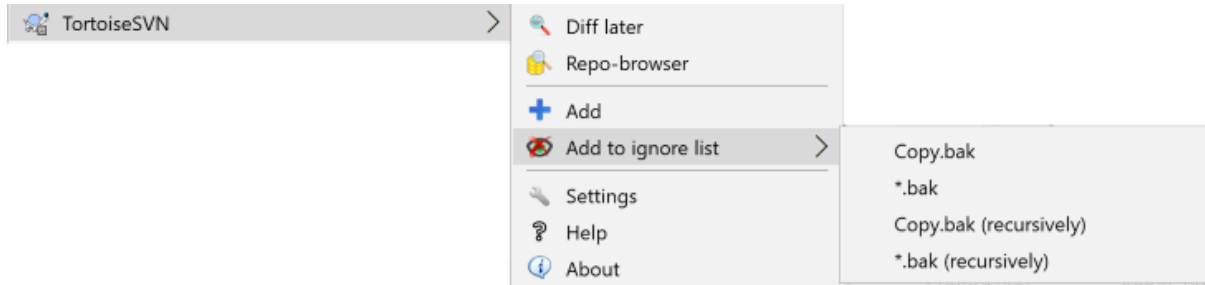 TortoiseSVN
Diff later
Repo-browser
Add
Add to ignore list
Settings
Help
About
Copy.bak
*.bak
Copy.bak (recursively)
*.bak (recursively)